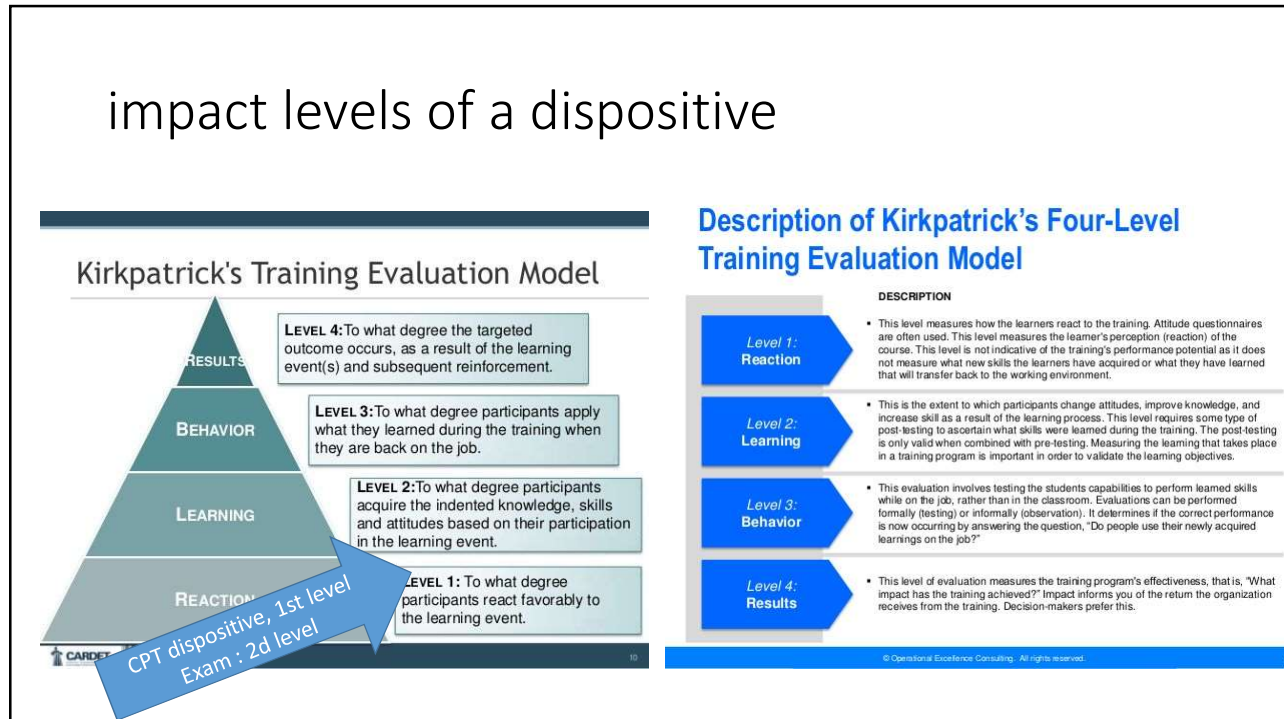 impact levels of a dispositive
Kirkpatrick's Training Evaluation Model
RESULTS
LEVEL 4:To what degree the targeted
outcome occurs, as a result of the learning
event(s) and subsequent reinforcement.
BEHAVIOR
LEVEL 3:To what degree participants apply
what they learned during the training when
they are back on the job.
LEARNING
LEVEL 2:To what degree participants
acquire the indented knowledge, skills
and attitudes based on their participation
in the learning event.
REACTION
LEVEL 1: To what degree
participants react favorably to
the learning event.
CPT dispositive, 1st level
Exam : 2d level
CARDET
10
Description of Kirkpatrick's Four-Level
Training Evaluation Model
DESCRIPTION
Level 1:
Reaction
▪ This level measures how the learners react to the training. Attitude questionnaires
are often used. This level measures the learner's perception (reaction) of the
course. This level is not indicative of the training's performance potential as it does
not measure what new skills the learners have acquired or what they have learned
that will transfer back to the working environment.
Level 2:
Learning
▪ This is the extent to which participants change attitudes, improve knowledge, and
increase skill as a result of the learning process. This level requires some type of
post-testing to ascertain what skills were learned during the training. The post-testing
is only valid when combined with pre-testing. Measuring the learning that takes place
in a training program is important in order to validate the learning objectives.
Level 3:
Behavior
▪ This evaluation involves testing the students capabilities to perform learned skills
while on the job, rather than in the classroom. Evaluations can be performed
formally (testing) or informally (observation). It determines if the correct performance
is now occurring by answering the question, "Do people use their newly acquired
learnings on the job?"
Level 4:
Results
▪ This level of evaluation measures the training program's effectiveness, that is, "What
impact has the training achieved?" Impact informs you of the return the organization
receives from the training. Decision-makers prefer this.
© Operational Excellence Consulting. All rights reserved.